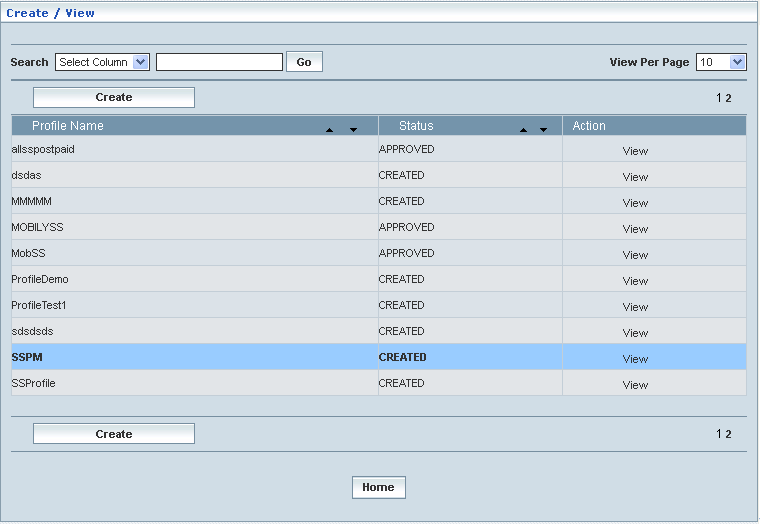 Create / View
Search Select Column Go View Per Page 10
Create 1 2
Profile Name Status Action
allsspostpaid APPROVED View
dsdas CREATED View
MMMMM CREATED View
MOBILYSS APPROVED View
MobSS APPROVED View
ProfileDemo CREATED View
ProfileTest1 CREATED View
sdsdsds CREATED View
SSPM CREATED View
SSProfile CREATED View
Create 1 2
Home